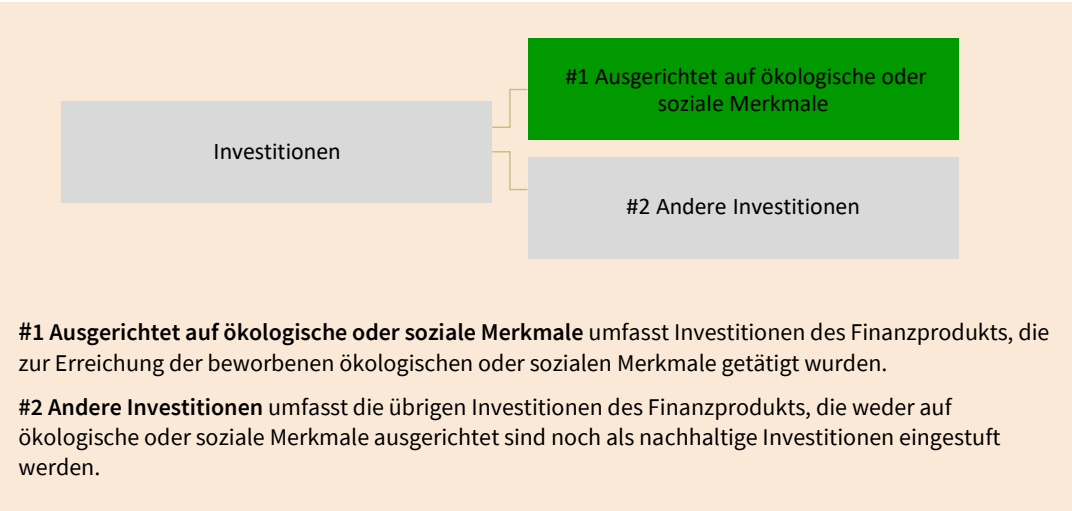 #1 Ausgerichtet auf ökologische oder
soziale Merkmale
Investitionen
#2 Andere Investitionen
#1 Ausgerichtet auf ökologische oder soziale Merkmale umfasst Investitionen des Finanzprodukts, die
zur Erreichung der beworbenen ökologischen oder sozialen Merkmale getätigt wurden.
#2 Andere Investitionen umfasst die übrigen Investitionen des Finanzprodukts, die weder auf
ökologische oder soziale Merkmale ausgerichtet sind noch als nachhaltige Investitionen eingestuft
werden.